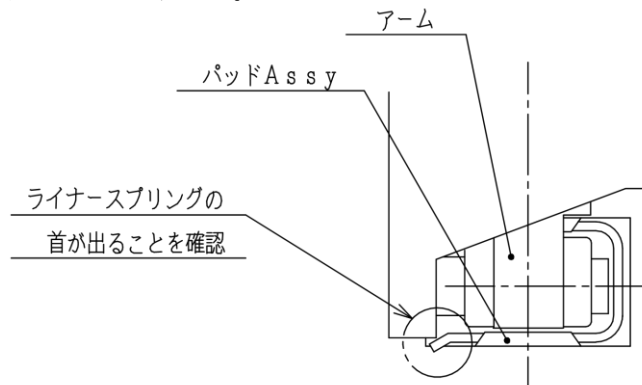 アーム
パッドＡｓｓｙ
ライナースプリングの
首が出ることを確認